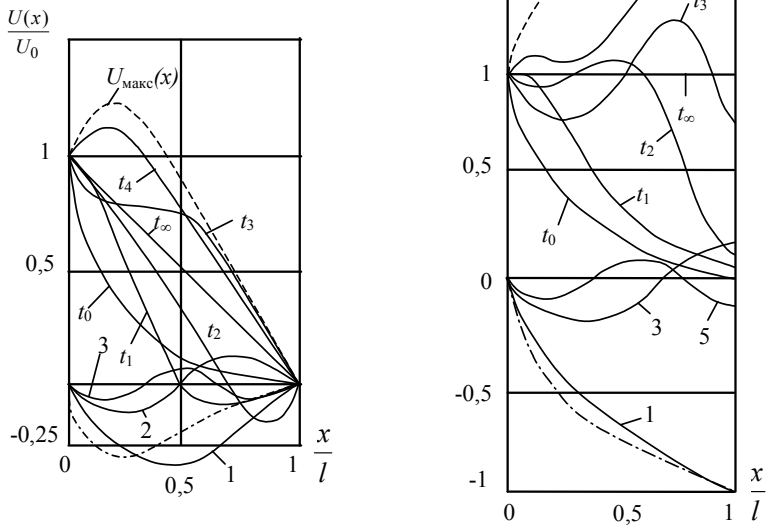 U(x)
U₀
Uмакс(x)
1
t₄
t∞
t₃
0,5
t₀
3
t₁
t₂
2
-0,25
1
0
0,5
1
x
l
t₃
1
t∞
t₂
0,5
t₁
t₀
0
3
5
-0,5
1
-1
0
0,5
1
x
l